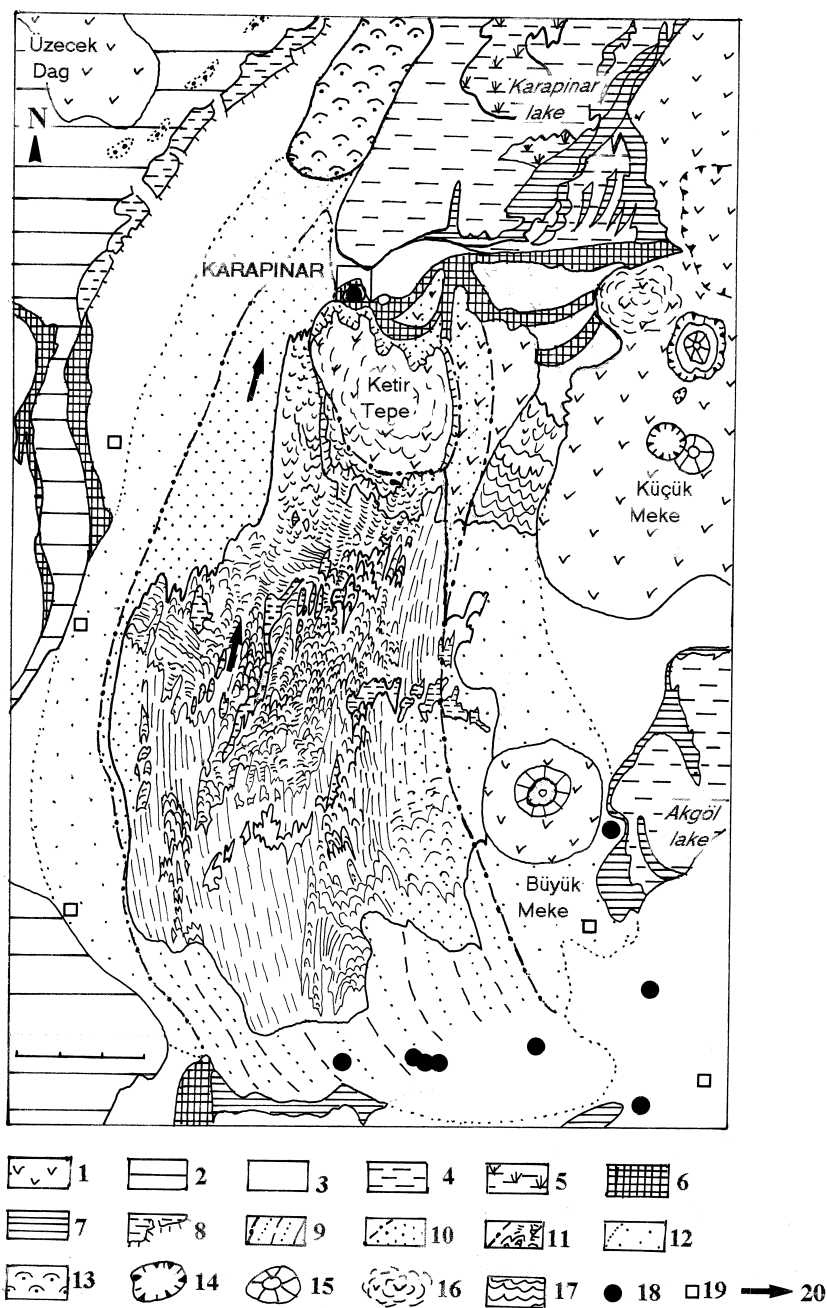 Üzecek
Dag
N
Karapinar
lake
KARAPINAR
Ketir
Tepe
Küçük
Meke
Akgöl
lake
Büyük
Meke
1 2 3 4 5 6
7 8 9 10 11 12
13 14 15 16 17 18 19 20